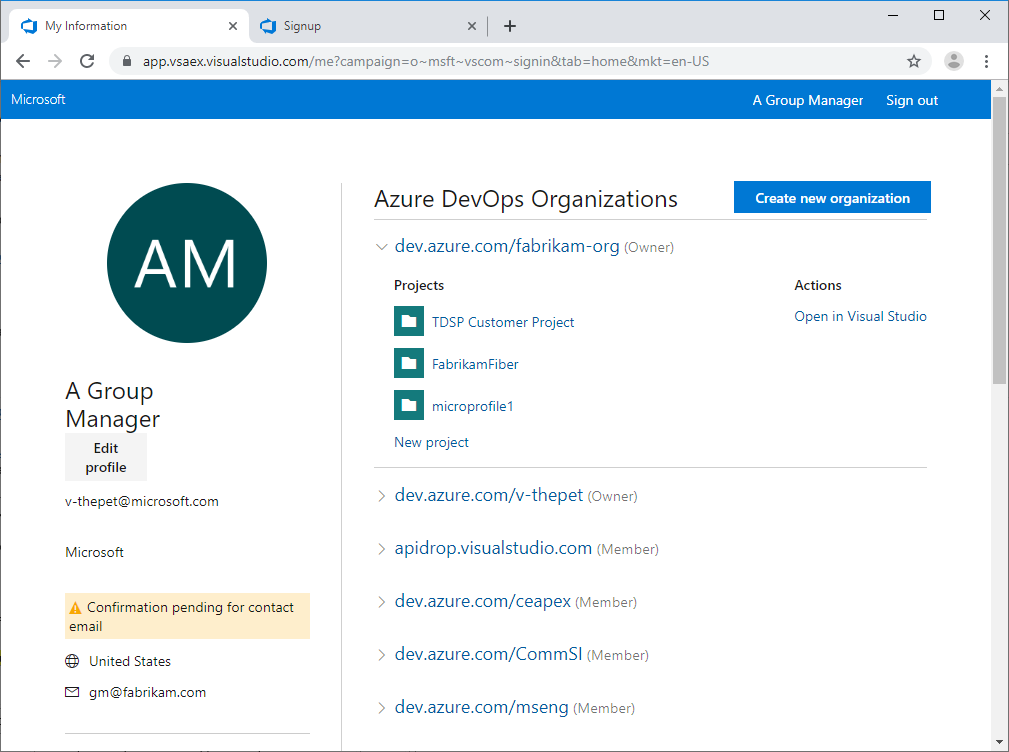 My Information
Signup
app.vsaex.visualstudio.com/me?campaign=o~msft~vscom~signin&tab=home&mkt=en-US
Microsoft
A Group Manager
Sign out
AM
A Group
Manager
Edit
profile
v-thepet@microsoft.com
Microsoft
Confirmation pending for contact
email
United States
gm@fabrikam.com
Azure DevOps Organizations
Create new organization
dev.azure.com/fabrikam-org (Owner)
Projects
Actions
TDSP Customer Project
Open in Visual Studio
FabrikamFiber
microprofile1
New project
dev.azure.com/v-thepet (Owner)
apidrop.visualstudio.com (Member)
dev.azure.com/ceapex (Member)
dev.azure.com/CommSI (Member)
dev.azure.com/mseng (Member)